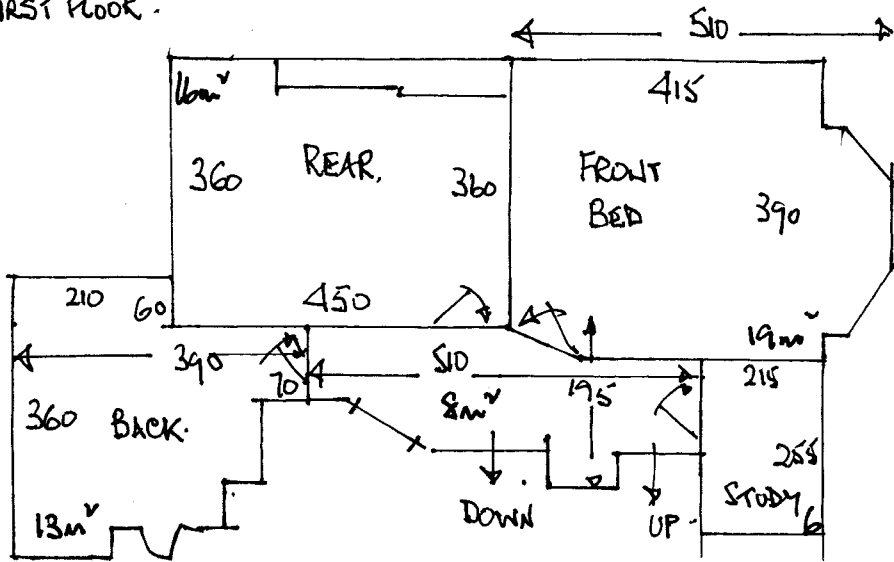 FIRST FLOOR.
510
16m²
415
360
REAR.
360
FRONT
BED
390
210
60
450
19m²
390
510
215
70
8m²
195
360
BACK.
255
STUDY
6
13m²
DOWN
UP.